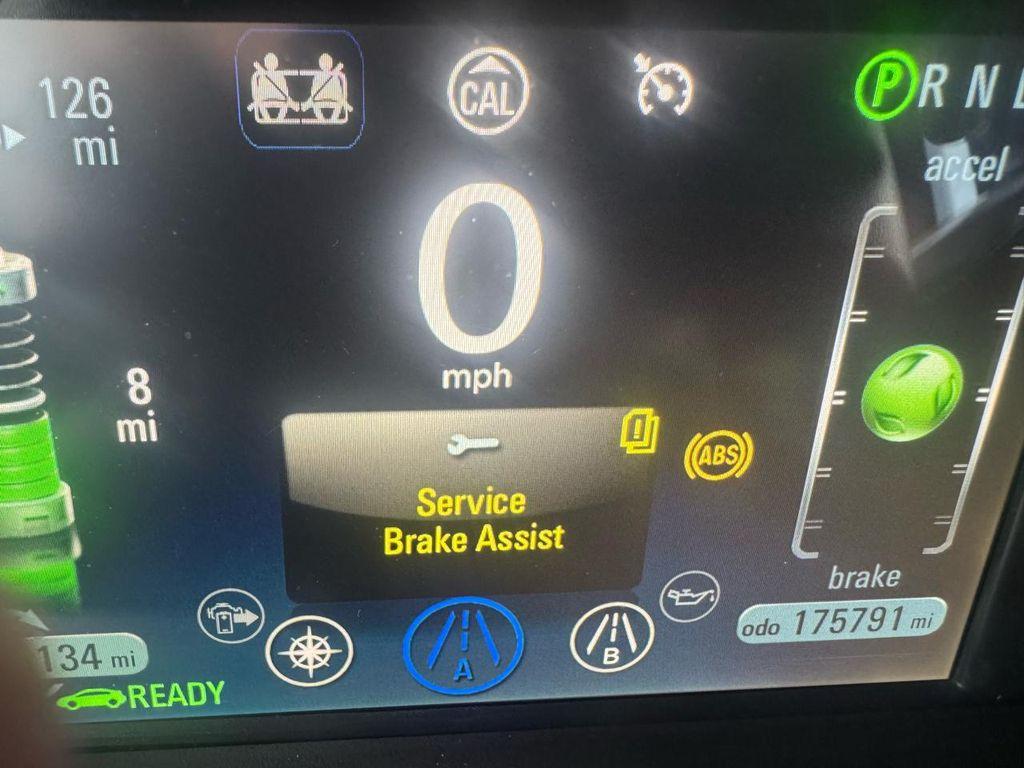 126
mi
CAL
P R N
accel
0
mph
8
mi
ABS
Service
Brake Assist
brake
odo 175791 mi
A
B
134 mi
READY